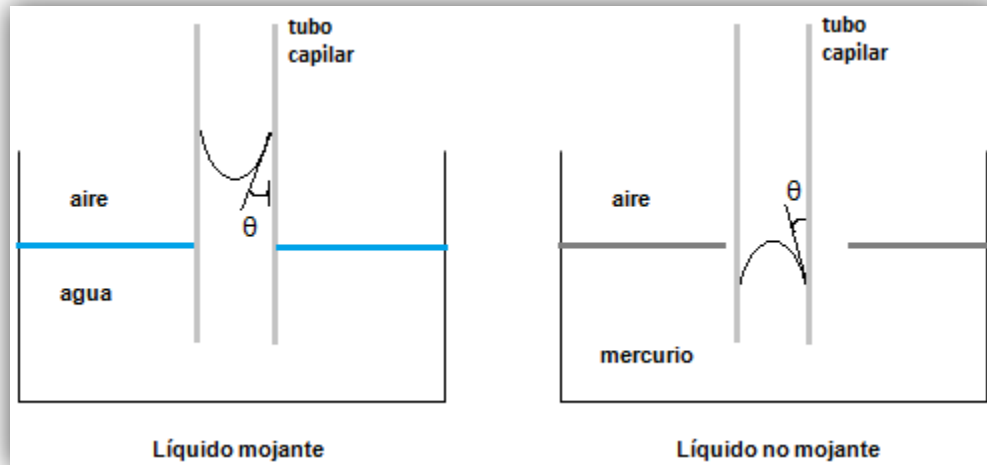 tubo
capilar
aire
θ
agua
Líquido mojante
tubo
capilar
θ
aire
mercurio
Líquido no mojante